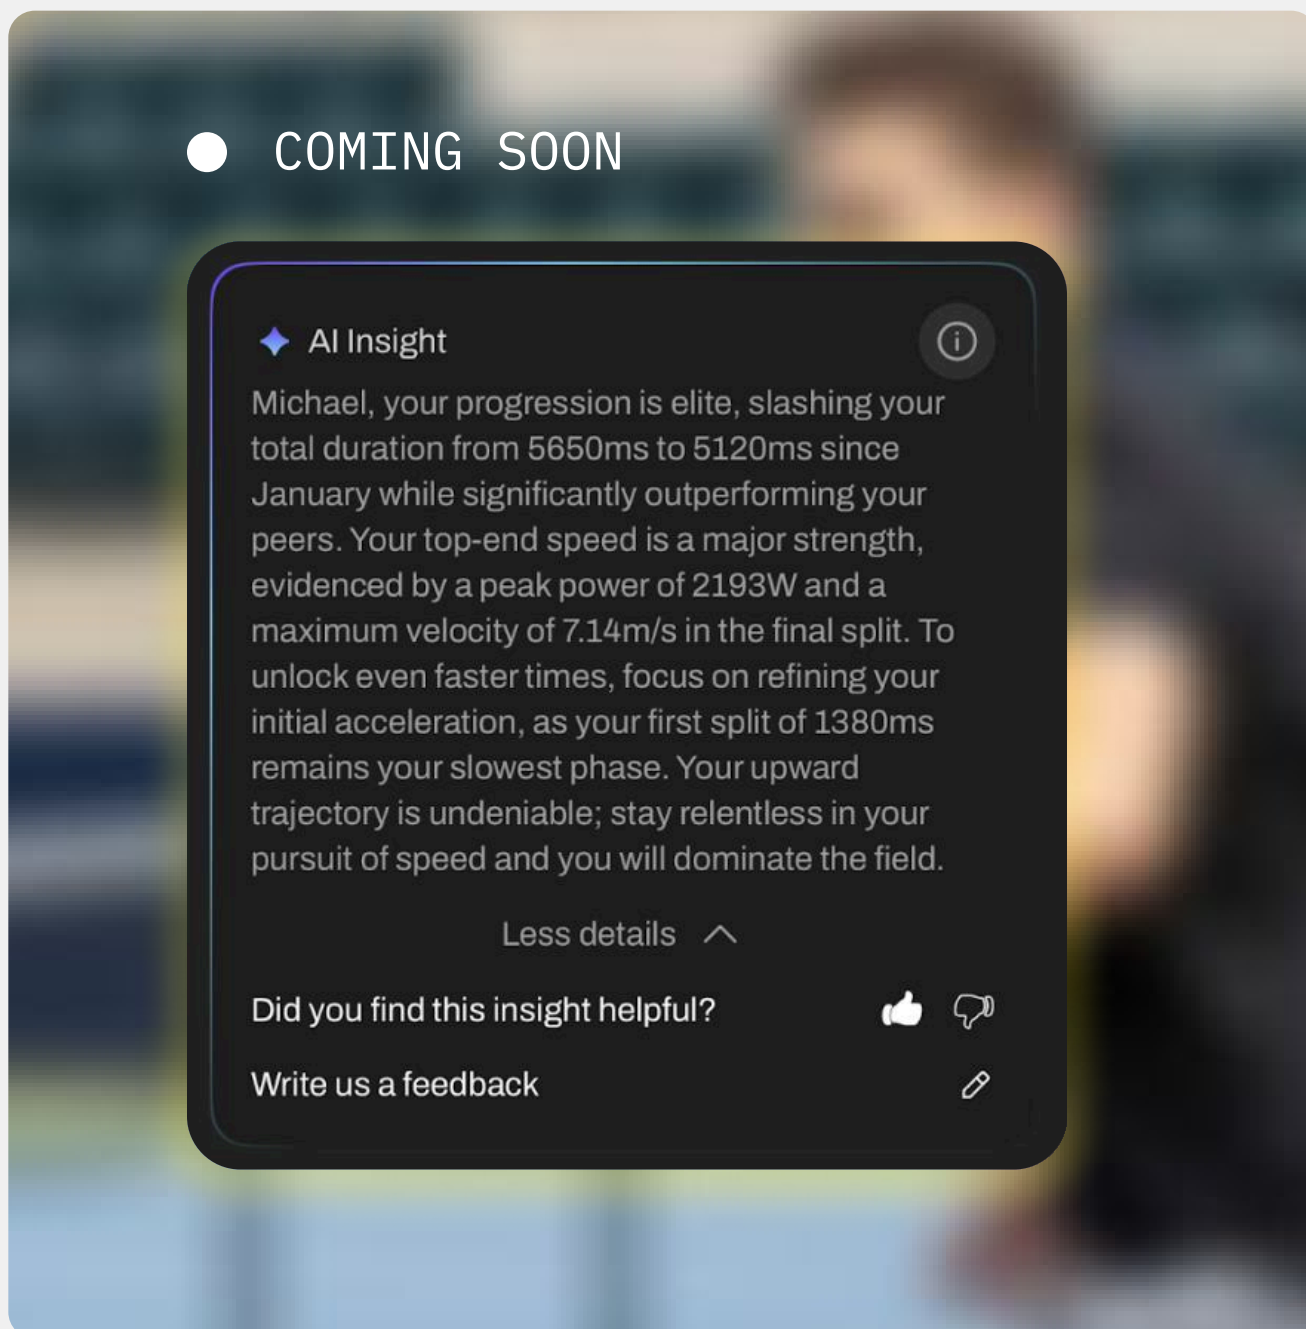 COMING SOON
AI Insight
Michael, your progression is elite, slashing your
total duration from 5650ms to 5120ms since
January while significantly outperforming your
peers. Your top-end speed is a major strength,
evidenced by a peak power of 2193W and a
maximum velocity of 7.14m/s in the final split. To
unlock even faster times, focus on refining your
initial acceleration, as your first split of 1380ms
remains your slowest phase. Your upward
trajectory is undeniable; stay relentless in your
pursuit of speed and you will dominate the field.
Less details
Did you find this insight helpful?
Write us a feedback